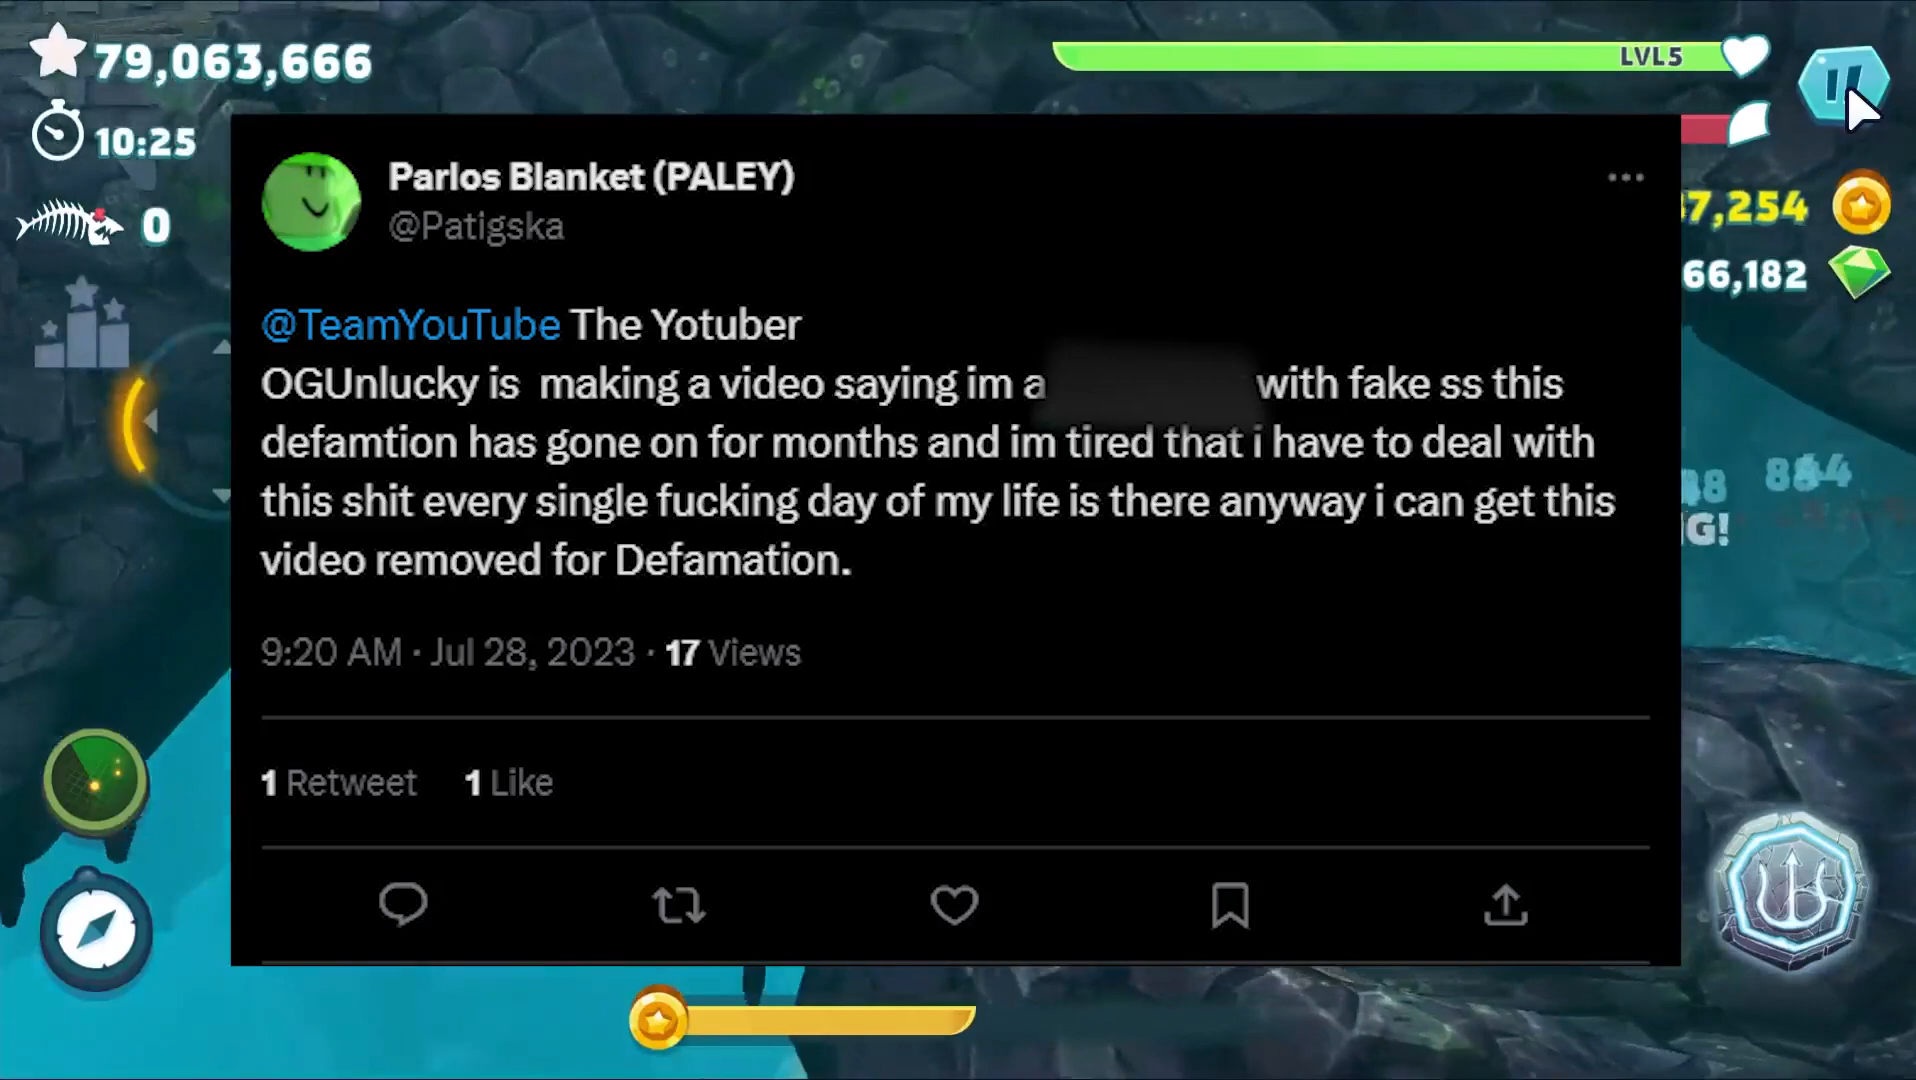 79,063,666
LVL5
10:25
0
7,254
66,182
Parlos Blanket (PALEY)
@Patigska
@TeamYouTube The Yotuber
OGUnlucky is  making a video saying im a with fake ss this
defamtion has gone on for months and im tired that i have to deal with
this shit every single fucking day of my life is there anyway i can get this
video removed for Defamation.
9:20 AM · Jul 28, 2023 · 17 Views
1 Retweet 1 Like
G!